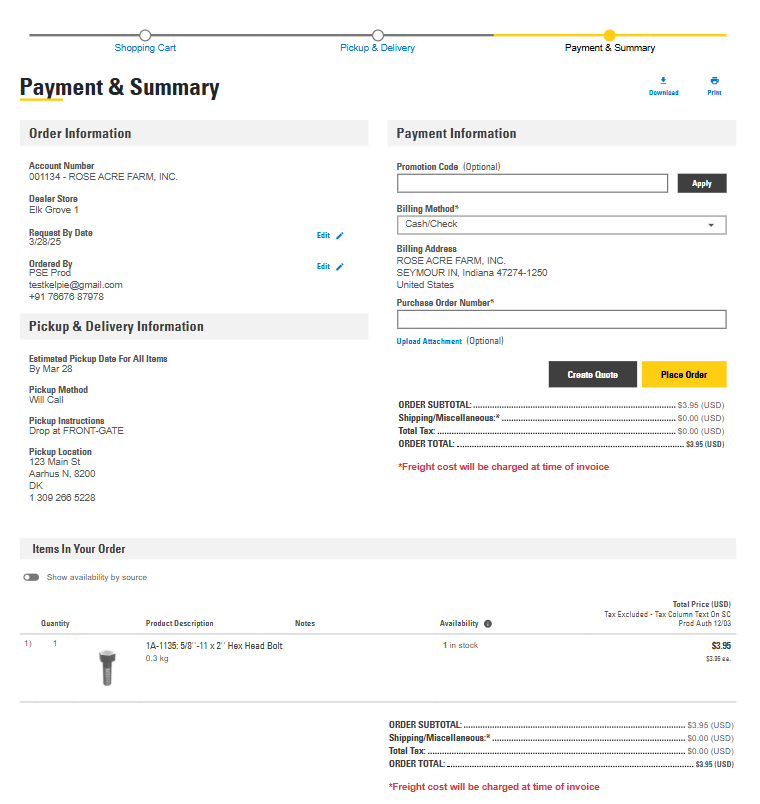 Shopping Cart
Pickup & Delivery
Payment & Summary
Payment & Summary
Download
Print
Order Information
Account Number
001134 - ROSE ACRE FARM, INC.
Dealer Store
Elk Grove 1
Request By Date
3/28/25
Edit
Ordered By
PSE Prod
Edit
testkelpie@gmail.com
+91 76676 87978
Pickup & Delivery Information
Estimated Pickup Date For All Items
By Mar 28
Pickup Method
Will Call
Pickup Instructions
Drop at FRONT-GATE
Pickup Location
123 Main St
Aarhus N, 8200
DK
1 309 266 5228
Payment Information
Promotion Code (Optional)
Apply
Billing Method*
Cash/Check
Billing Address
ROSE ACRE FARM, INC.
SEYMOUR IN, Indiana 47274-1250
United States
Purchase Order Number*
Upload Attachment (Optional)
Create Quote
Place Order
ORDER SUBTOTAL: $3.95 (USD)
Shipping/Miscellaneous:* $0.00 (USD)
Total Tax: $0.00 (USD)
ORDER TOTAL: $3.95 (USD)
*Freight cost will be charged at time of invoice
Items In Your Order
Show availability by source
Quantity
Product Description
Notes
Availability
Total Price (USD)
Tax Excluded - Tax Column Text On SC
Prod Auth 12/03
1) 1
1A-1135: 5/8''-11 x 2'' Hex Head Bolt
0.3 kg
1 in stock
$3.95
$3.95 ea.
ORDER SUBTOTAL: $3.95 (USD)
Shipping/Miscellaneous:* $0.00 (USD)
Total Tax: $0.00 (USD)
ORDER TOTAL: $3.95 (USD)
*Freight cost will be charged at time of invoice